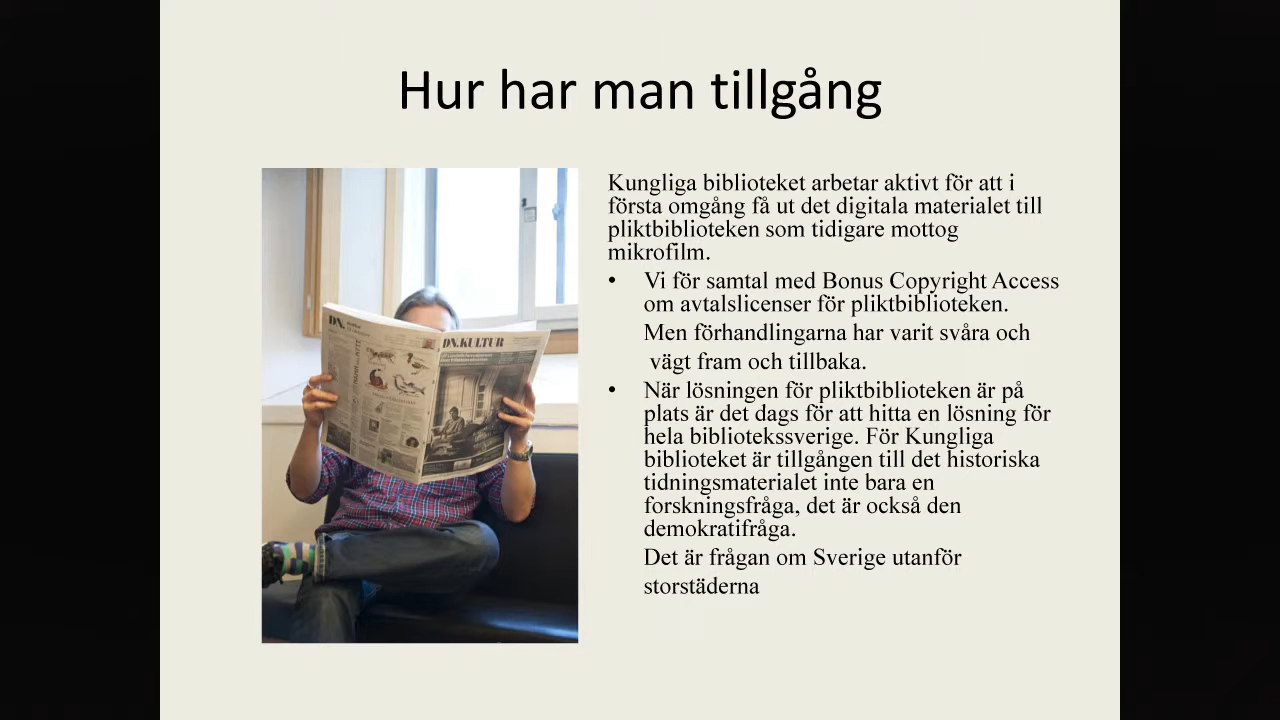 Hur har man tillgång
Kungliga biblioteket arbetar aktivt för att i
första omgång få ut det digitala materialet till
pliktbiblioteken som tidigare mottog
mikrofilm.
• Vi för samtal med Bonus Copyright Access
om avtalslicenser för pliktbiblioteken.
Men förhandlingarna har varit svåra och
vägt fram och tillbaka.
• När lösningen för pliktbiblioteken är på
plats är det dags för att hitta en lösning för
hela bibliotekssverige. För Kungliga
biblioteket är tillgången till det historiska
tidningsmaterialet inte bara en
forskningsfråga, det är också den
demokratifråga.
Det är frågan om Sverige utanför
storstäderna
DN.
DN.KULTUR